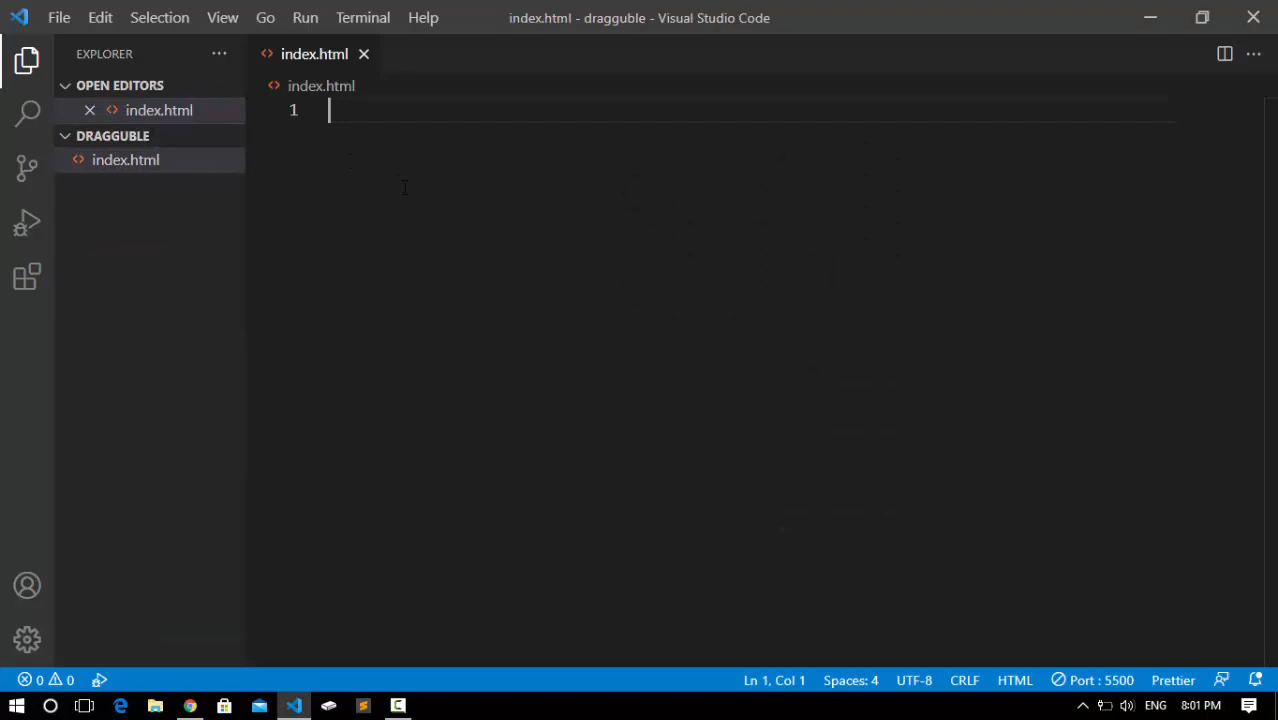 File Edit Selection View Go Run Terminal Help index.html - dragguble - Visual Studio Code
EXPLORER
index.html
OPEN EDITORS
index.html
index.html
1
DRAGGUBLE
index.html
0 0 Ln 1, Col 1 Spaces: 4 UTF-8 CRLF HTML Port : 5500 Prettier
ENG 8:01 PM